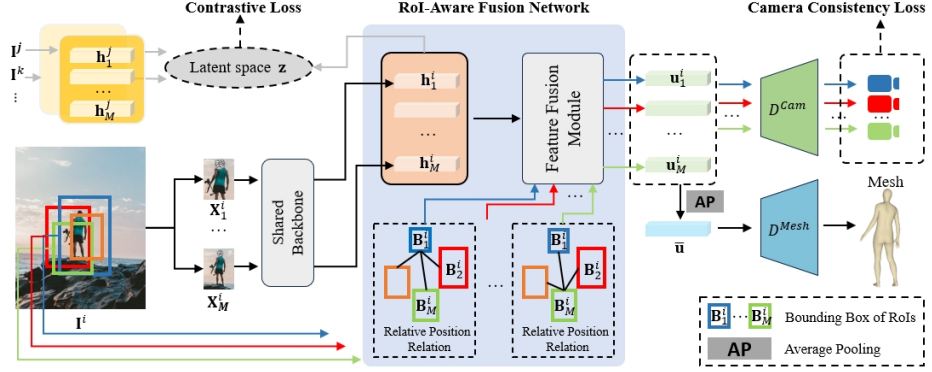 Contrastive Loss
RoI-Aware Fusion Network
Camera Consistency Loss
I^j
I^k
...
h_1^j
...
h_M^j
Latent space z
h_1^i
...
h_M^i
Feature Fusion
Module
...
u_1^i
...
u_M^i
...
D^Cam
...
...
X_1^i
...
X_M^i
Shared
Backbone
I^i
B_1^i
B_2^i
B_M^i
Relative Position
Relation
...
...
B_1^i
B_2^i
B_M^i
Relative Position
Relation
AP
ū
D^Mesh
Mesh
B_1^i ... B_M^i Bounding Box of RoIs
AP Average Pooling